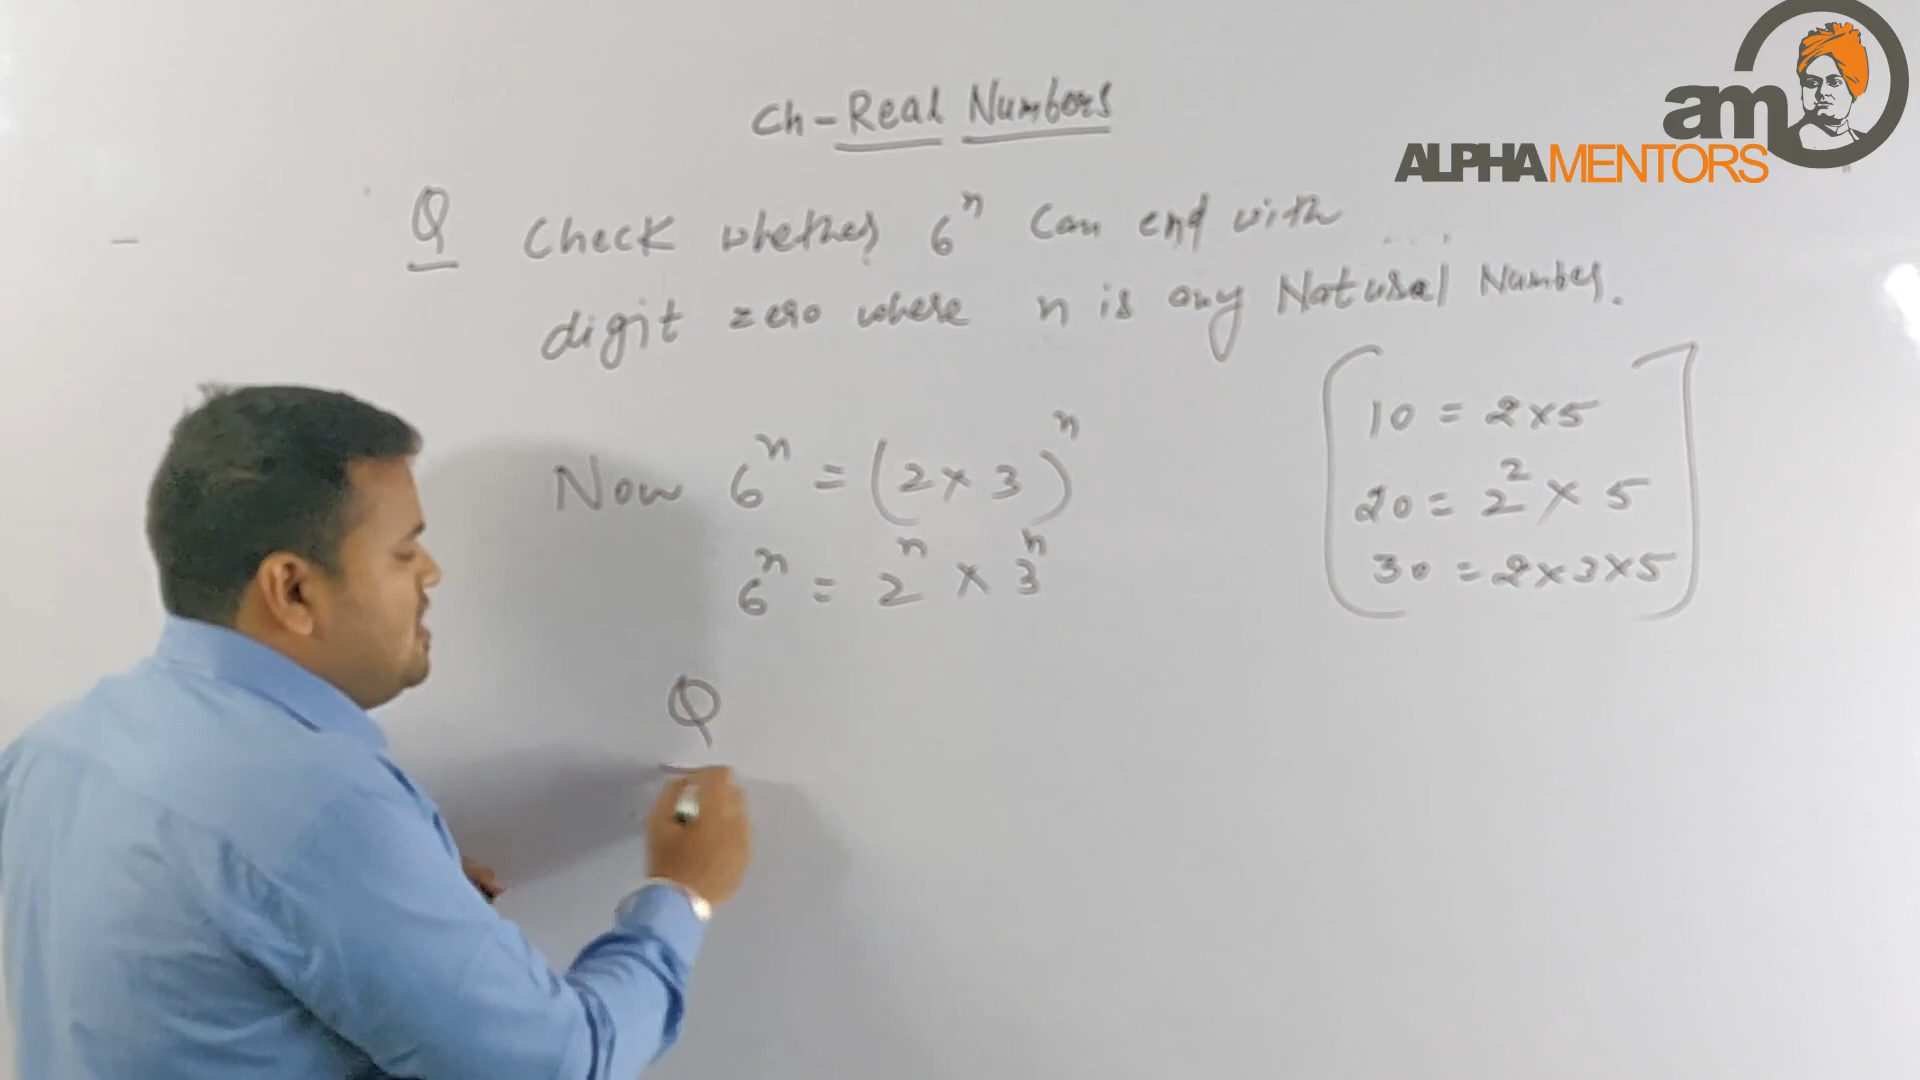 am
ALPHAMENTORS
Ch-Real Numbers
Q Check whether 6ⁿ Can end with
digit zero where n is any Natural Number.
Now 6ⁿ = (2 × 3)ⁿ
6ⁿ = 2ⁿ × 3ⁿ
10 = 2×5
20 = 2² × 5
30 = 2×3×5
Q